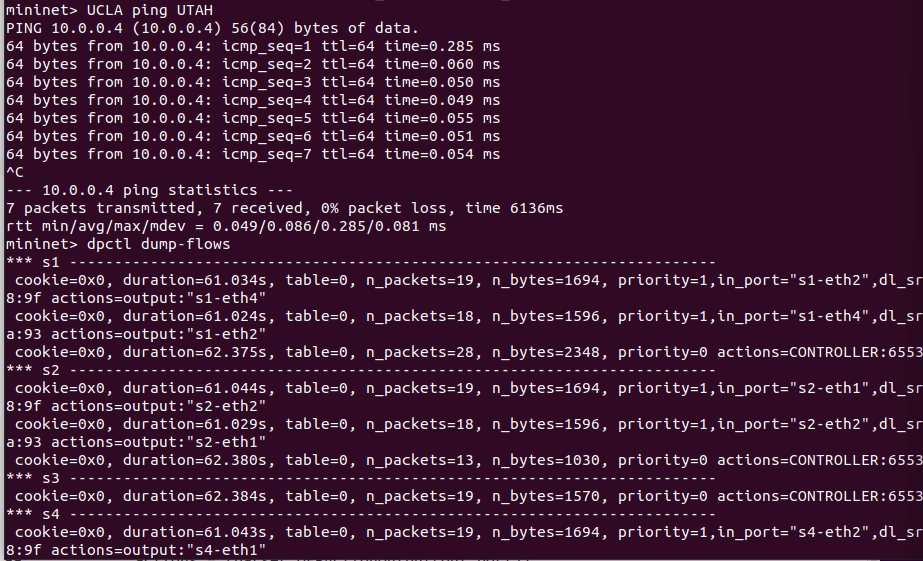 mininet> UCLA ping UTAH
PING 10.0.0.4 (10.0.0.4) 56(84) bytes of data.
64 bytes from 10.0.0.4: icmp_seq=1 ttl=64 time=0.285 ms
64 bytes from 10.0.0.4: icmp_seq=2 ttl=64 time=0.060 ms
64 bytes from 10.0.0.4: icmp_seq=3 ttl=64 time=0.050 ms
64 bytes from 10.0.0.4: icmp_seq=4 ttl=64 time=0.049 ms
64 bytes from 10.0.0.4: icmp_seq=5 ttl=64 time=0.055 ms
64 bytes from 10.0.0.4: icmp_seq=6 ttl=64 time=0.051 ms
64 bytes from 10.0.0.4: icmp_seq=7 ttl=64 time=0.054 ms
^C
--- 10.0.0.4 ping statistics ---
7 packets transmitted, 7 received, 0% packet loss, time 6136ms
rtt min/avg/max/mdev = 0.049/0.086/0.285/0.081 ms
mininet> dpctl dump-flows
*** s1 ------------------------------------------------------------------------
 cookie=0x0, duration=61.034s, table=0, n_packets=19, n_bytes=1694, priority=1,in_port="s1-eth2",dl_sr
8:9f actions=output:"s1-eth4"
 cookie=0x0, duration=61.024s, table=0, n_packets=18, n_bytes=1596, priority=1,in_port="s1-eth4",dl_sr
a:93 actions=output:"s1-eth2"
 cookie=0x0, duration=62.375s, table=0, n_packets=28, n_bytes=2348, priority=0 actions=CONTROLLER:6553
*** s2 ------------------------------------------------------------------------
 cookie=0x0, duration=61.044s, table=0, n_packets=19, n_bytes=1694, priority=1,in_port="s2-eth1",dl_sr
8:9f actions=output:"s2-eth2"
 cookie=0x0, duration=61.029s, table=0, n_packets=18, n_bytes=1596, priority=1,in_port="s2-eth2",dl_sr
a:93 actions=output:"s2-eth1"
 cookie=0x0, duration=62.380s, table=0, n_packets=13, n_bytes=1030, priority=0 actions=CONTROLLER:6553
*** s3 ------------------------------------------------------------------------
 cookie=0x0, duration=62.384s, table=0, n_packets=19, n_bytes=1570, priority=0 actions=CONTROLLER:6553
*** s4 ------------------------------------------------------------------------
 cookie=0x0, duration=61.043s, table=0, n_packets=19, n_bytes=1694, priority=1,in_port="s4-eth2",dl_sr
8:9f actions=output:"s4-eth1"